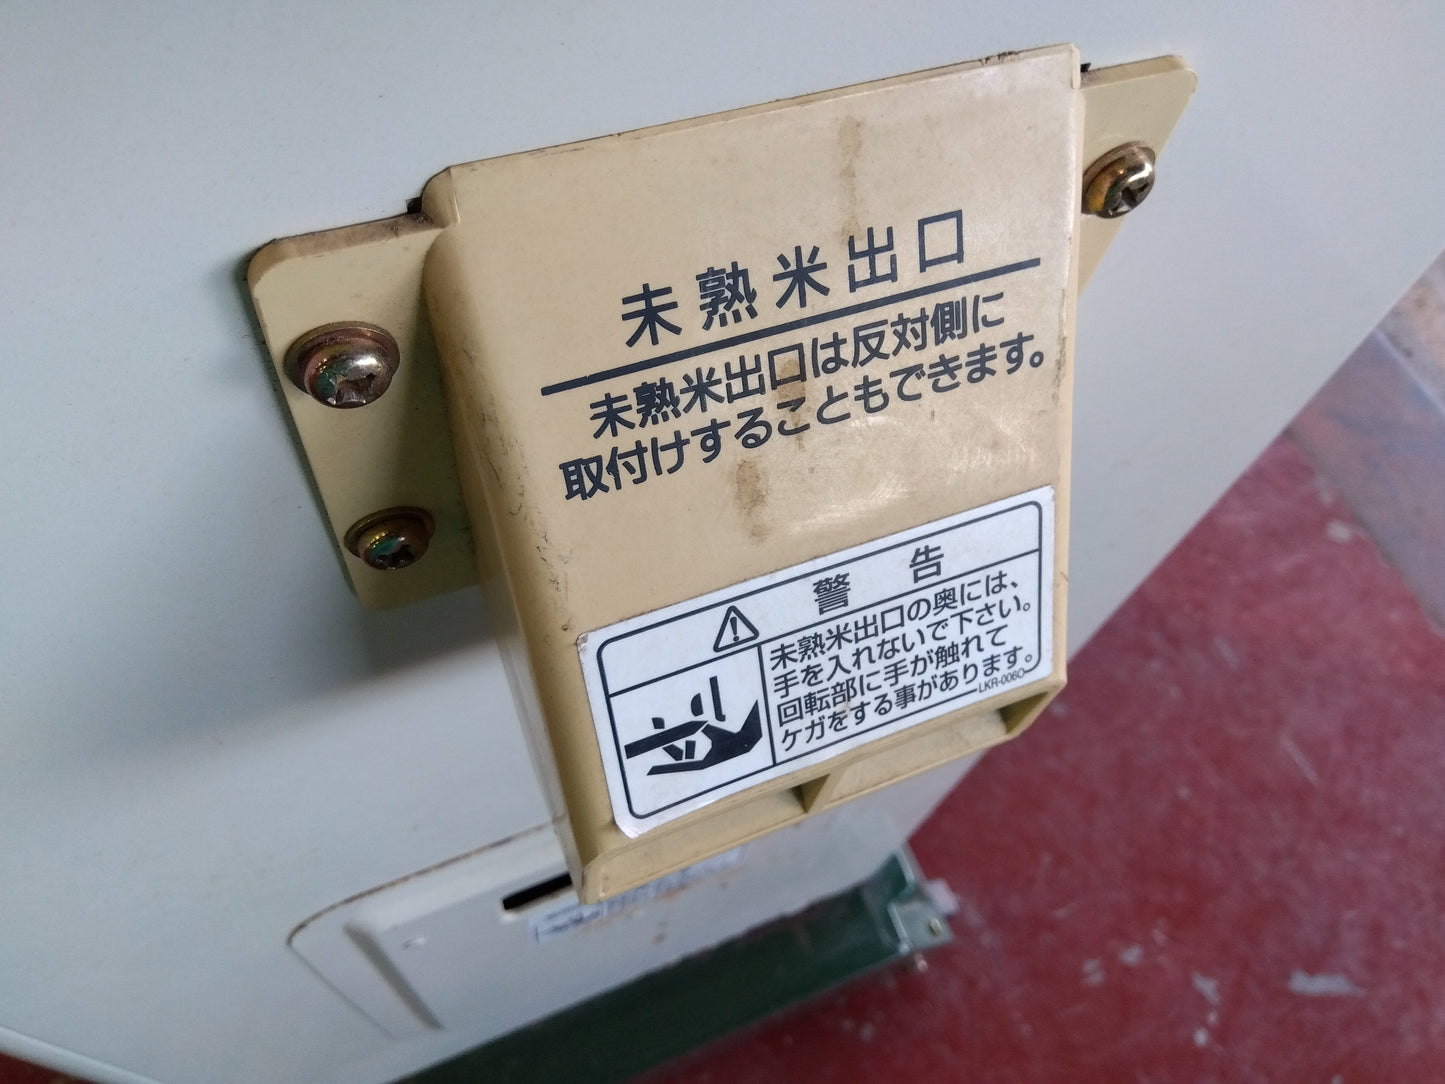 未熟米出口
未熟米出口は反対側に
取付けすることもできます。
警告
未熟米出口の奥には、
手を入れないで下さい。
回転部に手が触れて
ケガをする事があります。
LKR-006O